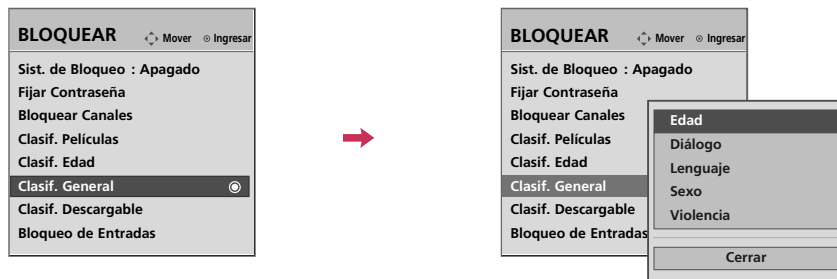 BLOQUEAR Mover Ingresar
Sist. de Bloqueo : Apagado
Fijar Contraseña
Bloquear Canales
Clasif. Películas
Clasif. Edad
Clasif. General
Clasif. Descargable
Bloqueo de Entradas
BLOQUEAR Mover Ingresar
Sist. de Bloqueo : Apagado
Fijar Contraseña
Bloquear Canales
Clasif. Películas
Clasif. Edad
Clasif. General
Clasif. Descargable
Bloqueo de Entradas
Edad
Diálogo
Lenguaje
Sexo
Violencia
Cerrar